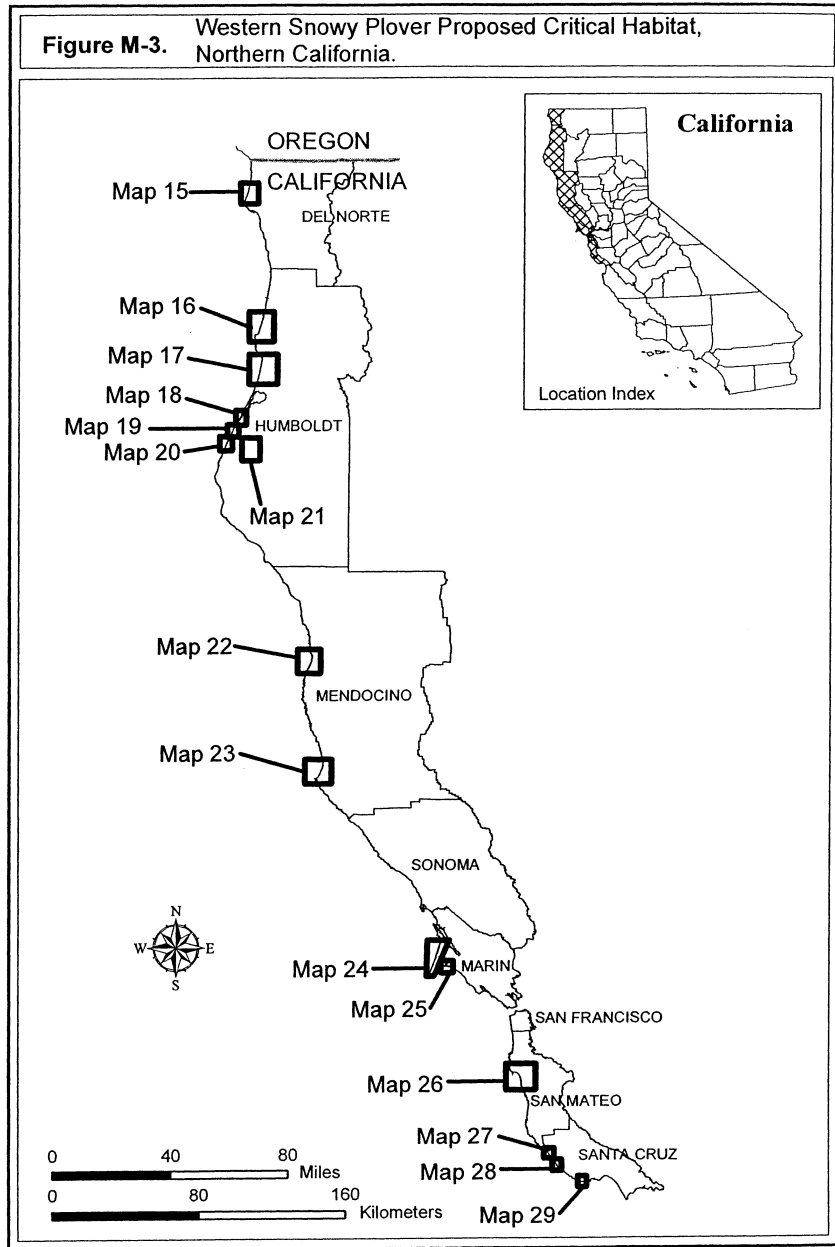 Figure M-3. Western Snowy Plover Proposed Critical Habitat,
Northern California.
California
Location Index
OREGON
CALIFORNIA
Map 15
DEL NORTE
Map 16
Map 17
Map 18
Map 19
HUMBOLDT
Map 20
Map 21
Map 22
MENDOCINO
Map 23
SONOMA
N
W E
S
Map 24
MARIN
Map 25
SAN FRANCISCO
Map 26
SAN MATEO
Map 27
SANTA CRUZ
Map 28
Map 29
0 40 80
Miles
0 80 160
Kilometers